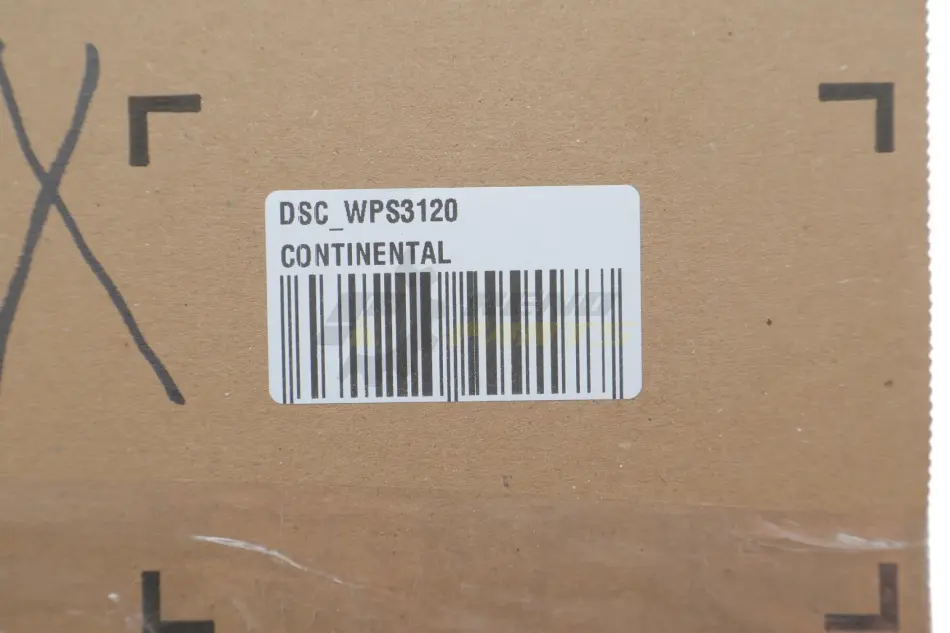 DSC_WPS3120
CONTINENTAL
X